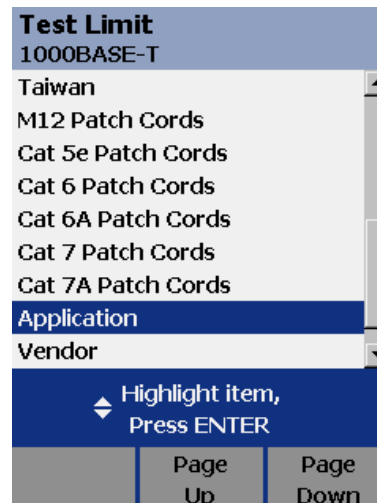 Test Limit
1000BASE-T
Taiwan
M12 Patch Cords
Cat 5e Patch Cords
Cat 6 Patch Cords
Cat 6A Patch Cords
Cat 7 Patch Cords
Cat 7A Patch Cords
Application
Vendor
Highlight item,
Press ENTER
Page Up
Page Down